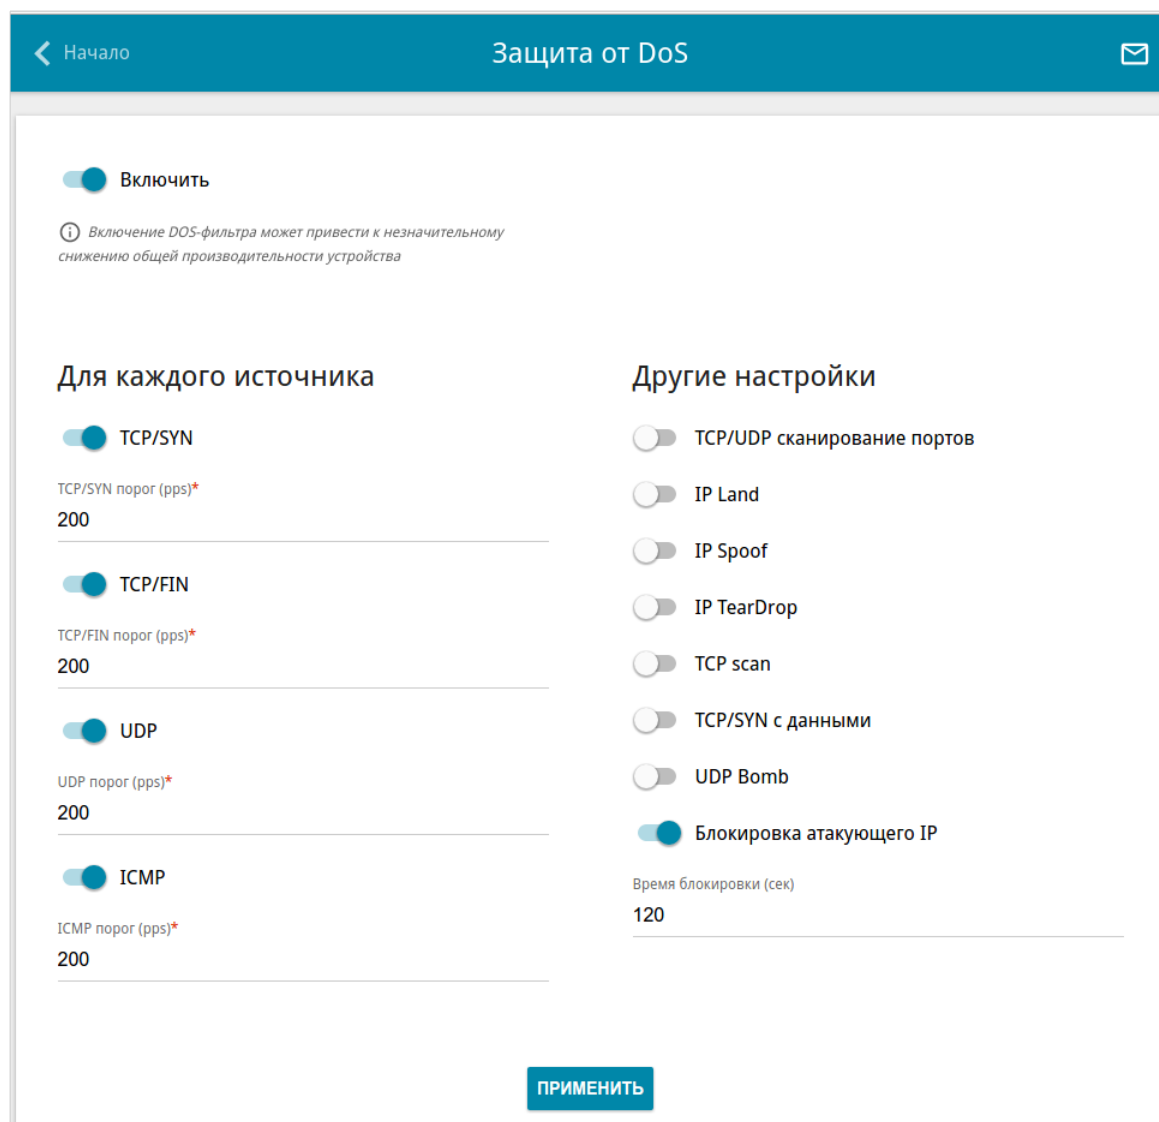 Начало
Защита от DoS
Включить
Включение DOS-фильтра может привести к незначительному
снижению общей производительности устройства
Для каждого источника
TCP/SYN
TCP/SYN порог (pps)*
200
TCP/FIN
TCP/FIN порог (pps)*
200
UDP
UDP порог (pps)*
200
ICMP
ICMP порог (pps)*
200
Другие настройки
TCP/UDP сканирование портов
IP Land
IP Spoof
IP TearDrop
TCP scan
TCP/SYN с данными
UDP Bomb
Блокировка атакующего IP
Время блокировки (сек)
120
ПРИМЕНИТЬ